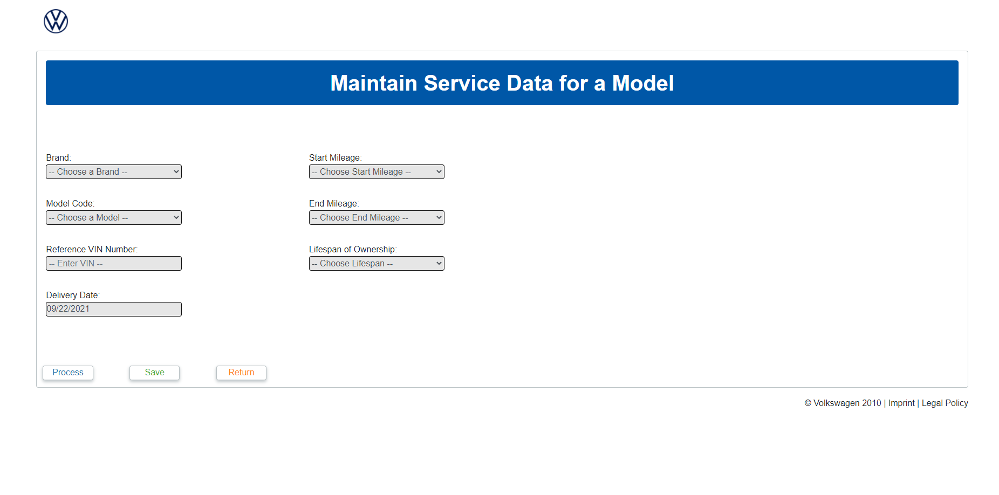 Maintain Service Data for a Model
Brand:
-- Choose a Brand --
Start Mileage:
-- Choose Start Mileage --
Model Code:
-- Choose a Model --
End Mileage:
-- Choose End Mileage --
Reference VIN Number:
-- Enter VIN --
Lifespan of Ownership:
-- Choose Lifespan --
Delivery Date:
09/22/2021
Process
Save
Return
© Volkswagen 2010 | Imprint | Legal Policy